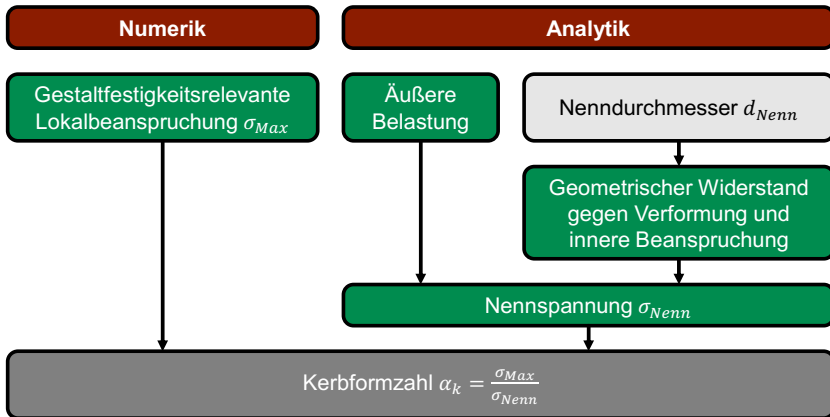 Numerik
Analytik
Gestaltfestigkeitsrelevante
Lokalbeanspruchung σ_Max
Äußere
Belastung
Nenndurchmesser d_Nenn
Geometrischer Widerstand
gegen Verformung und
innere Beanspruchung
Nennspannung σ_Nenn
Kerbformzahl α_k = σ_Max / σ_Nenn